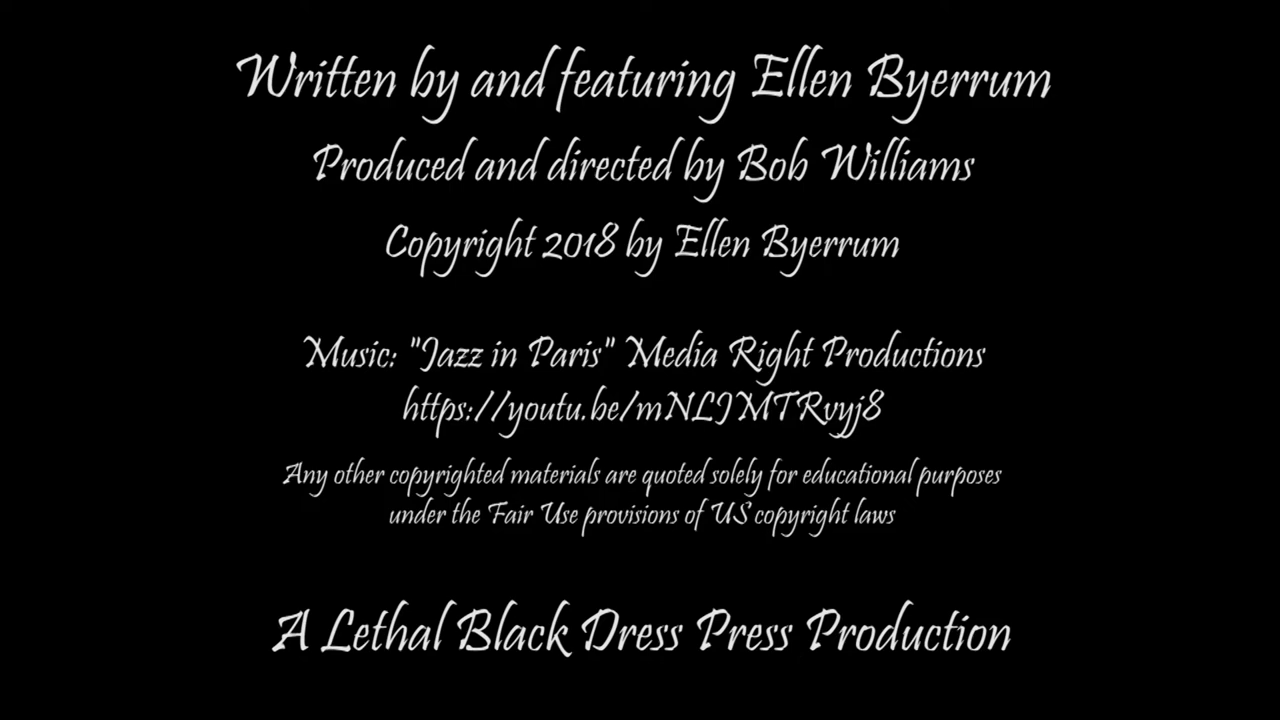 Written by and featuring Ellen Byerrum
Produced and directed by Bob Williams
Copyright 2018 by Ellen Byerrum
Music: "Jazz in Paris" Media Right Productions
https://youtu.be/mNLJMTRvyj8
Any other copyrighted materials are quoted solely for educational purposes
under the Fair Use provisions of US copyright laws
A Lethal Black Dress Press Production